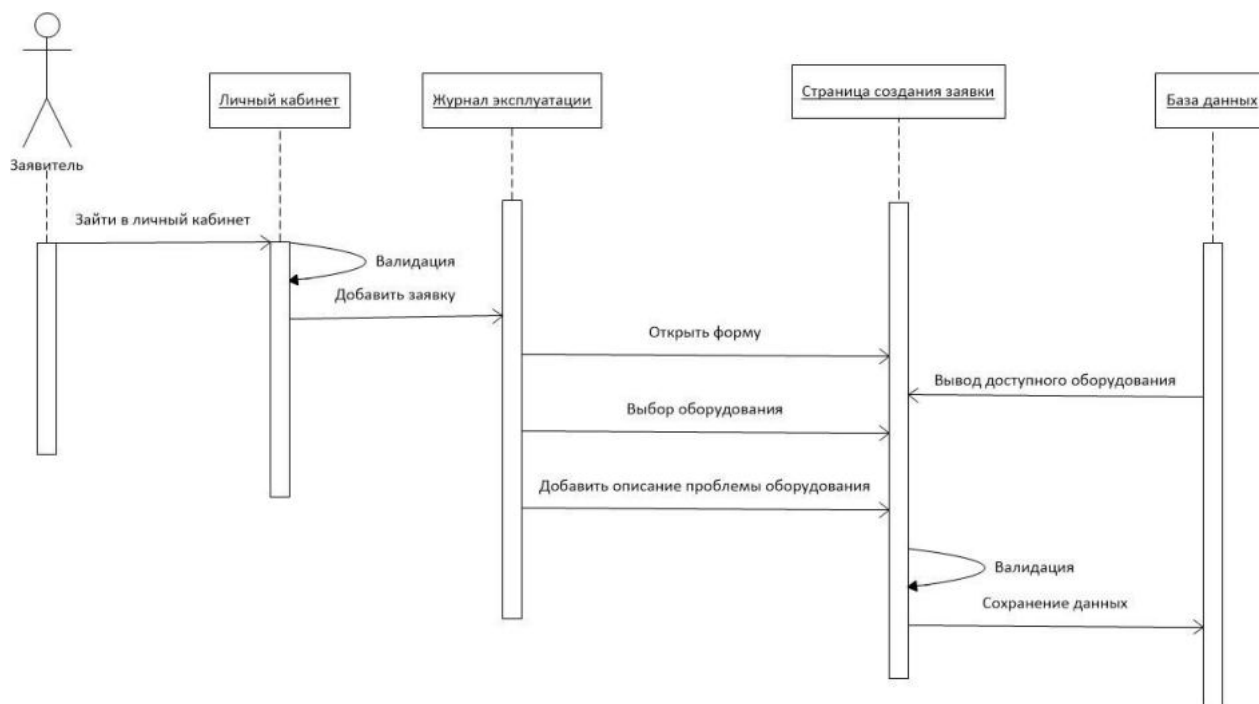 Личный кабинет
Журнал эксплуатации
Страница создания заявки
База данных
Заявитель
Зайти в личный кабинет
Валидация
Добавить заявку
Открыть форму
Вывод доступного оборудования
Выбор оборудования
Добавить описание проблемы оборудования
Валидация
Сохранение данных